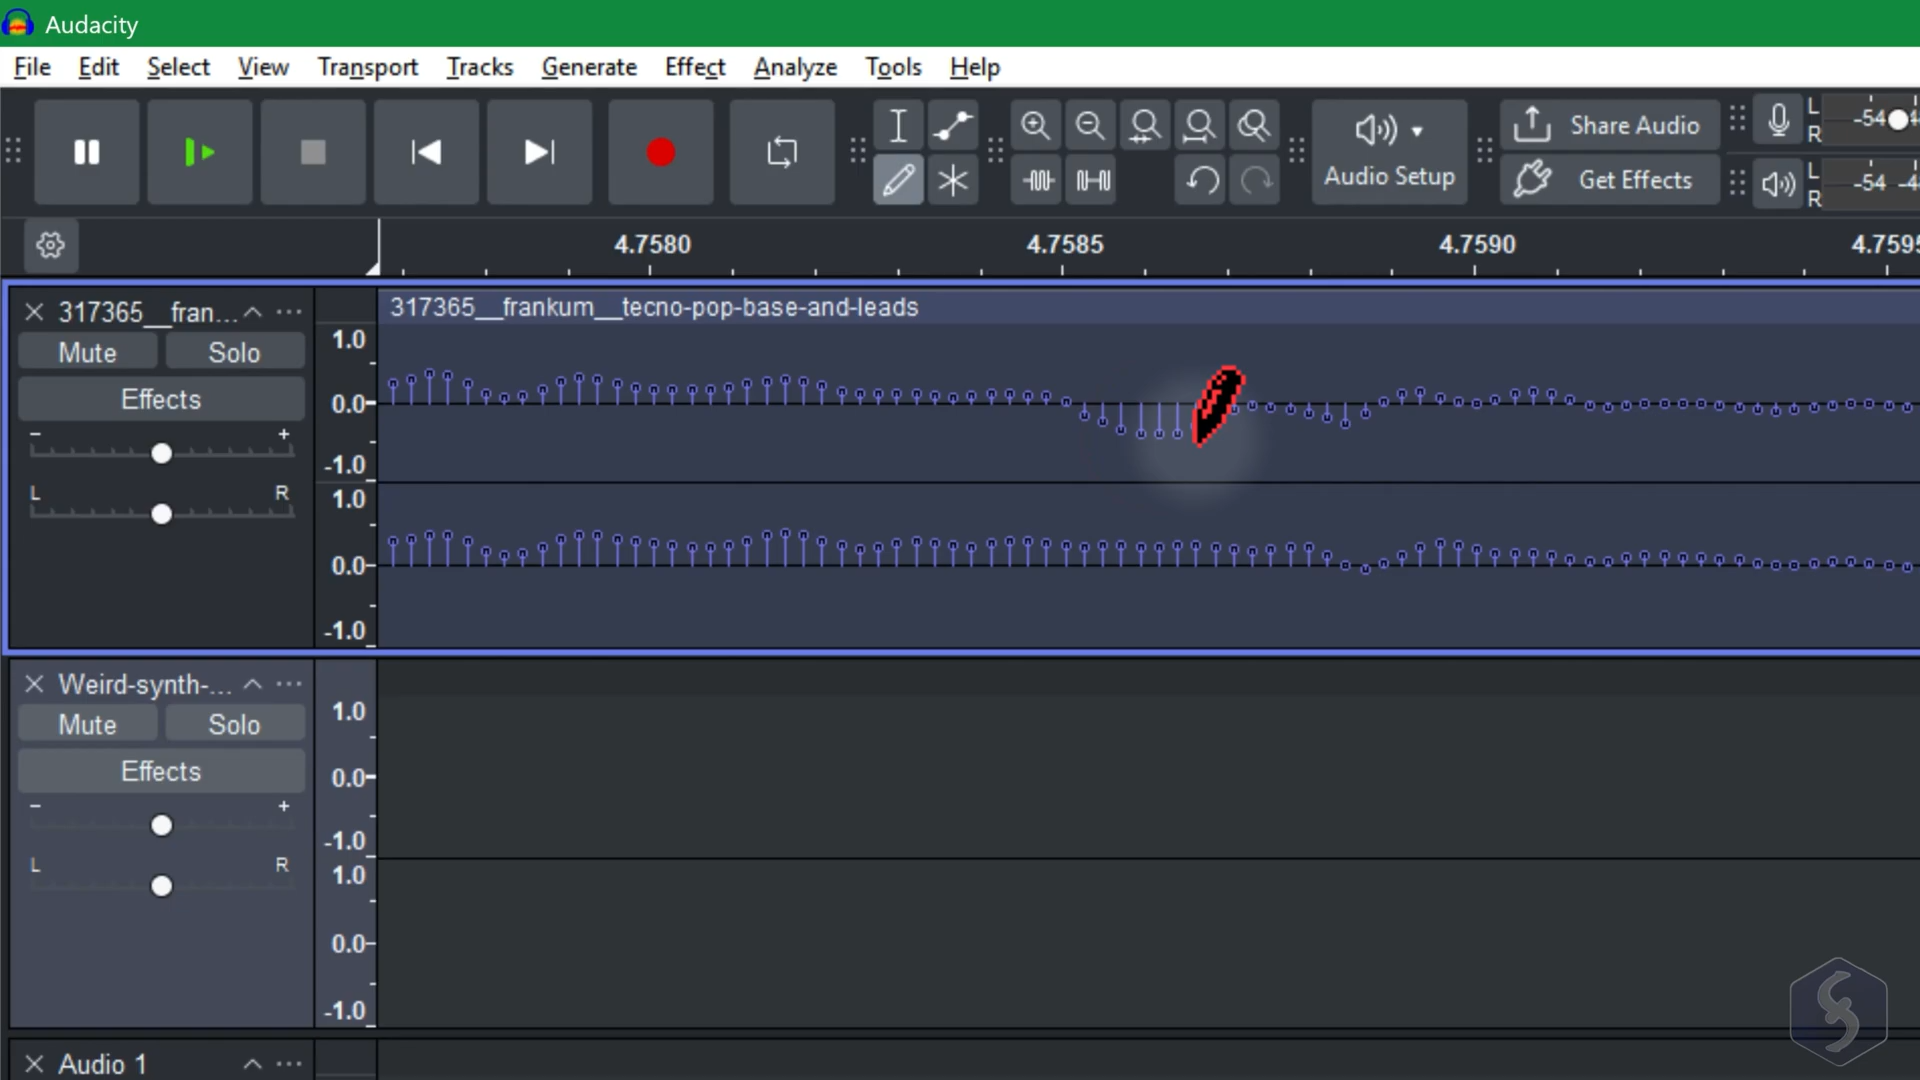 Audacity
File Edit Select View Transport Tracks Generate Effect Analyze Tools Help
Share Audio
L
R
-54
Audio Setup
Get Effects
L
R
-54
4.7580 4.7585 4.7590 4.7595
317365__fran...
317365__frankum__tecno-pop-base-and-leads
Mute Solo
Effects
- +
L R
1.0
0.0
-1.0
1.0
0.0
-1.0
Weird-synth-...
Mute Solo
Effects
- +
L R
1.0
0.0
-1.0
1.0
0.0
-1.0
Audio 1